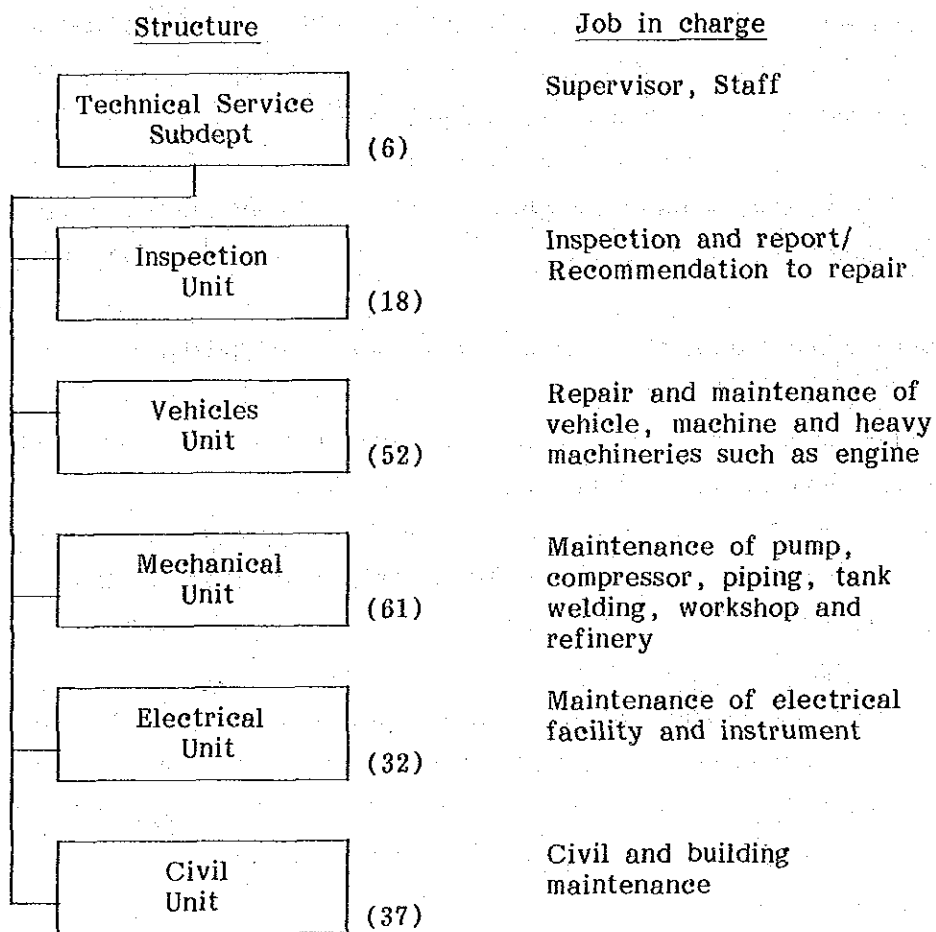 Structure
Job in charge
Technical Service
Subdept
(6)
Supervisor, Staff
Inspection
Unit
(18)
Inspection and report/
Recommendation to repair
Vehicles
Unit
(52)
Repair and maintenance of
vehicle, machine and heavy
machineries such as engine
Mechanical
Unit
(61)
Maintenance of pump,
compressor, piping, tank
welding, workshop and
refinery
Electrical
Unit
(32)
Maintenance of electrical
facility and instrument
Civil
Unit
(37)
Civil and building
maintenance